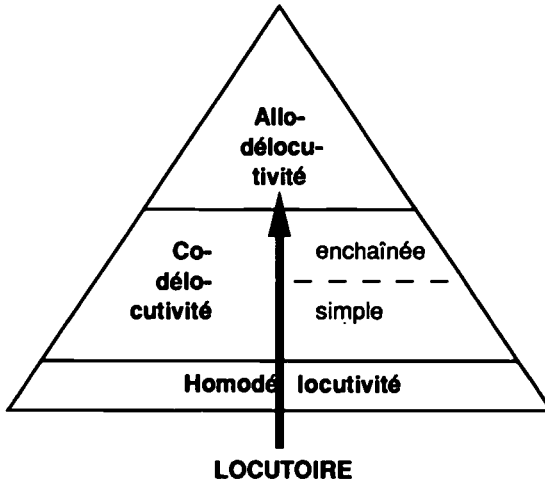 Allo-
délocu-
tivité
Co-
délo-
cutivité
enchaînée
simple
Homodé locutivité
LOCUTOIRE